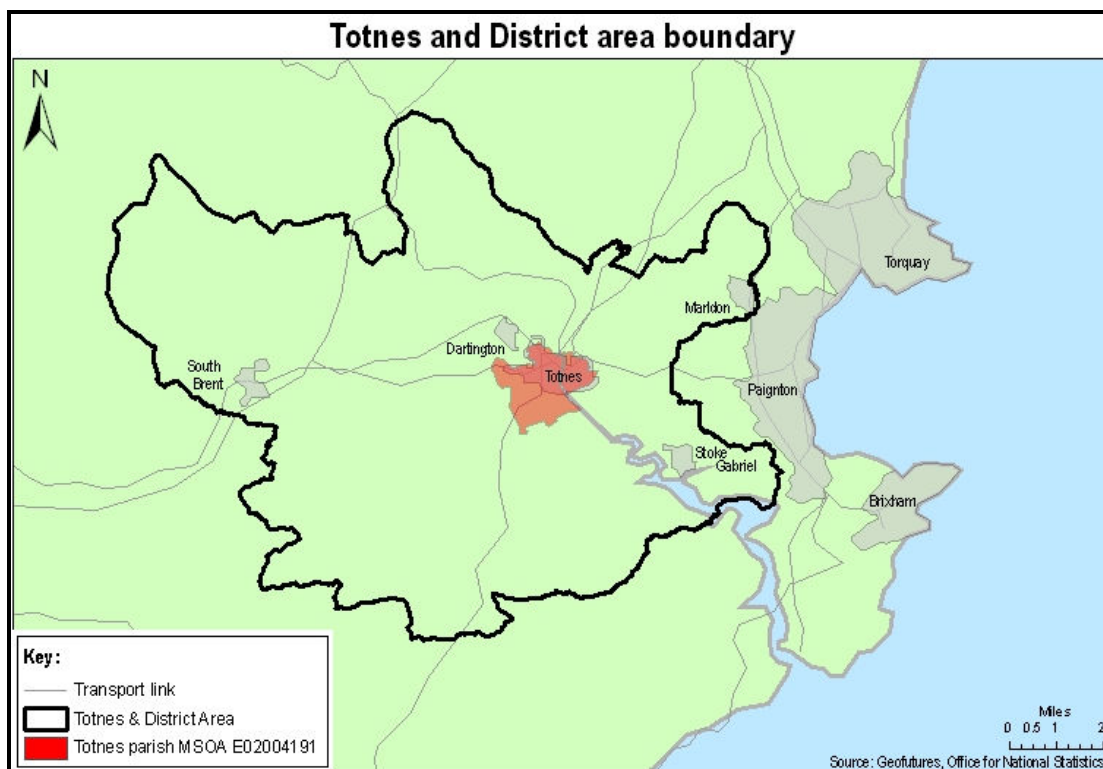 Totnes and District area boundary
N
Torquay
Marldon
Dartington
South
Brent
Totnes
Paignton
Stoke
Gabriel
Brixham
Key:
Transport link
Totnes & District Area
Totnes parish MSOA E02004191
Miles
0 0.5 1 2
Source: Geofutures, Office for National Statistics